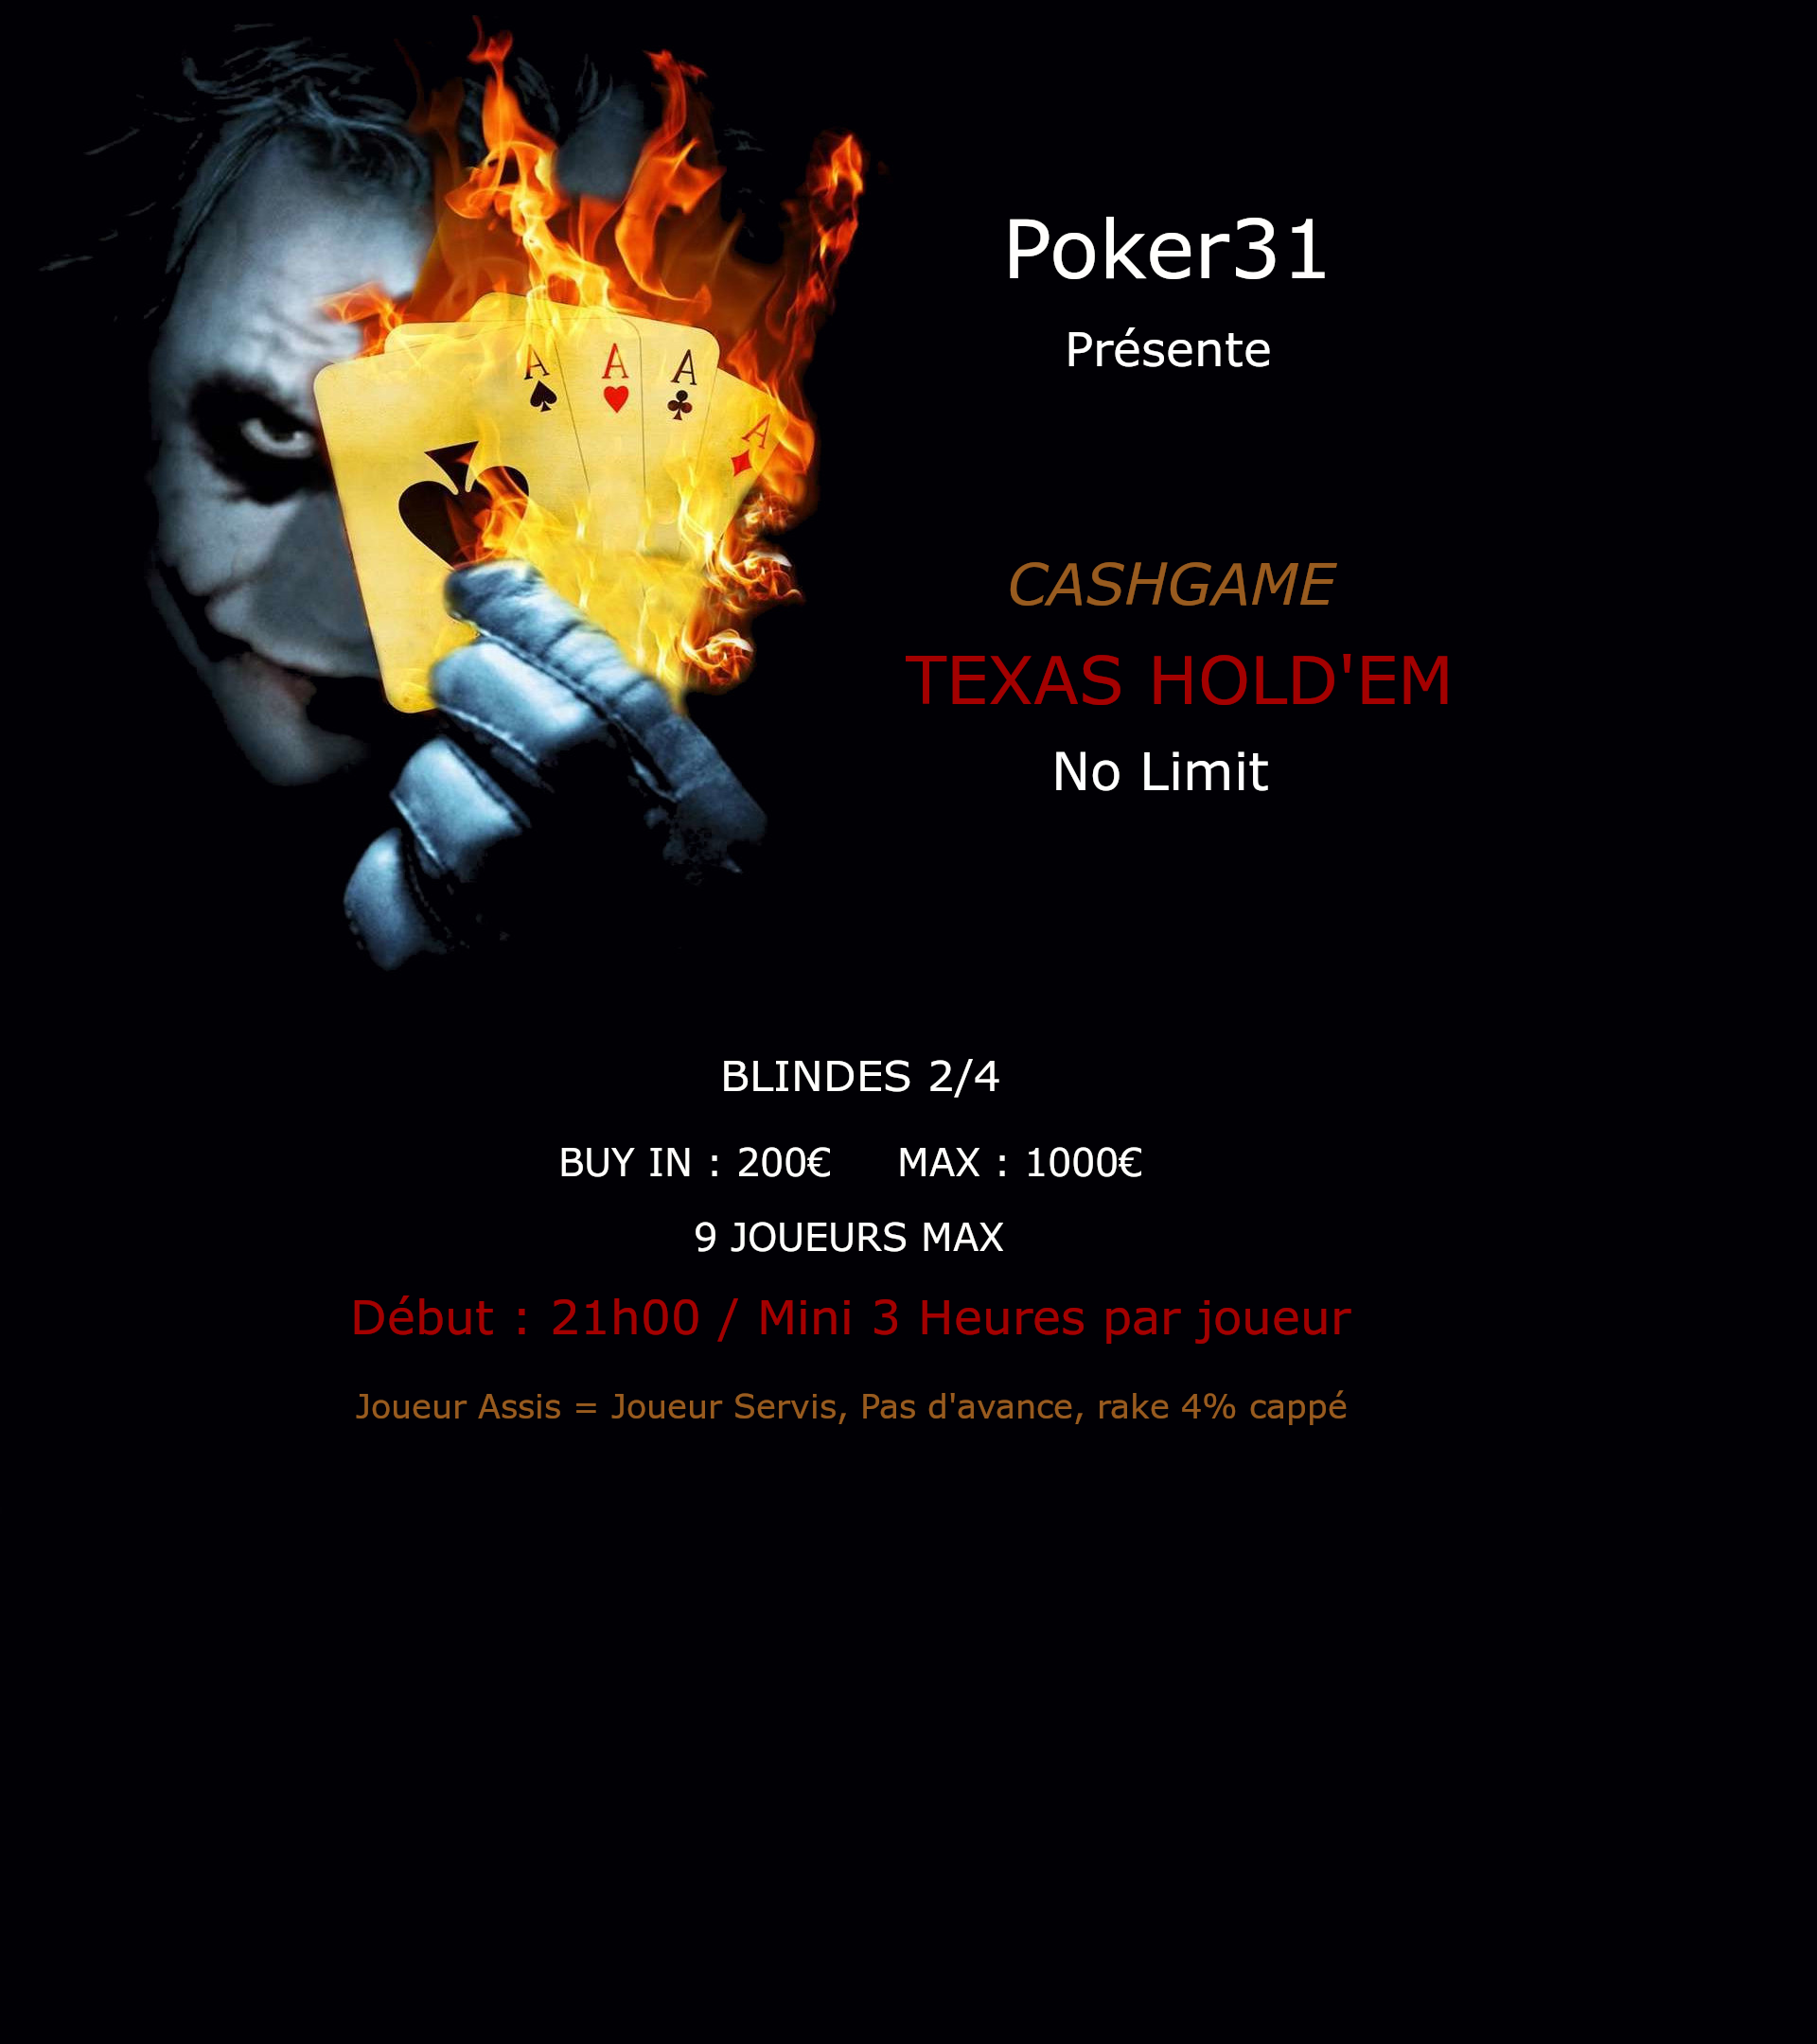 Poker31
Présente
A A A A
CASHGAME
TEXAS HOLD'EM
No Limit
BLINDES 2/4
BUY IN : 200€ MAX : 1000€
9 JOUEURS MAX
Début : 21h00 / Mini 3 Heures par joueur
Joueur Assis = Joueur Servis, Pas d'avance, rake 4% cappé